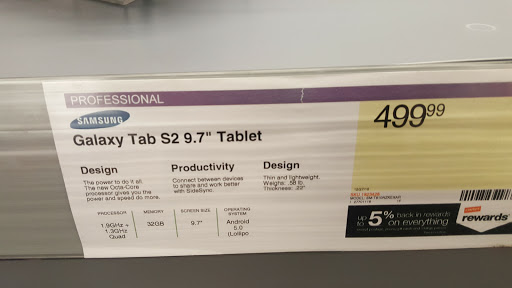 PROFESSIONAL
SAMSUNG
Galaxy Tab S2 9.7" Tablet
499.99
Design
The power to do it all.
The new Octa-Core
processor gives you the
power and speed do more.
Productivity
Connect between devices
to share and work better
with SideSync.
Design
Thin and lightweight.
Weighs: .58 lb.
Thickness: .22"
PROCESSOR
1.9GHz +
1.3GHz
Quad
MEMORY
32GB
SCREEN SIZE
9.7"
OPERATING
SYSTEM
Android
5.0
(Lollipo
up to 5% back in rewards
on everything
rewards